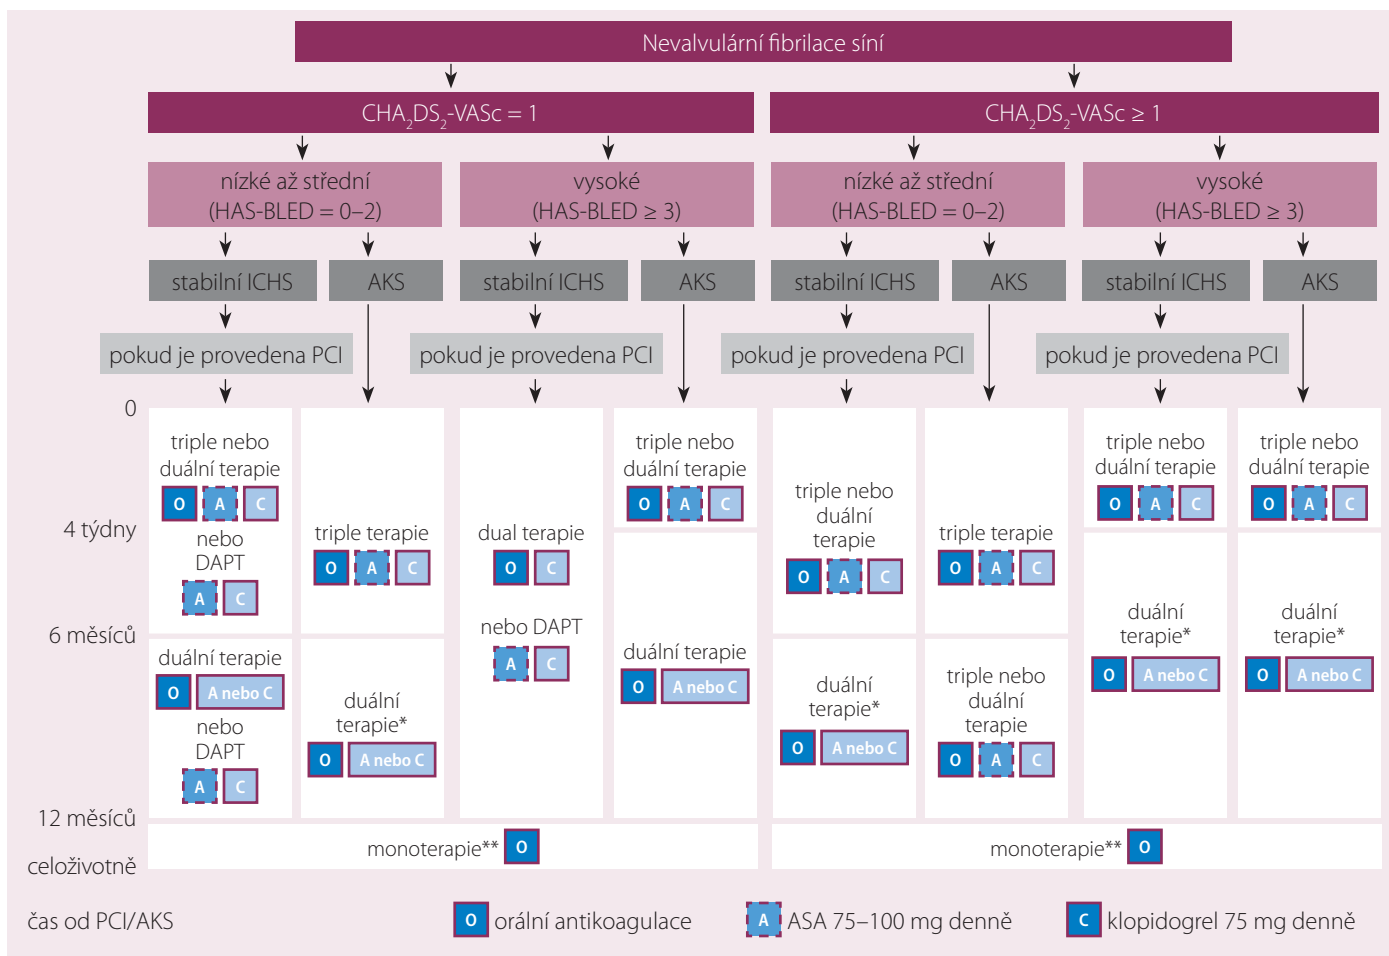 Nevalvulární fibrilace síní
CHA₂DS₂-VASc = 1
CHA₂DS₂-VASc ≥ 1
nízké až střední
(HAS-BLED = 0–2)
vysoké
(HAS-BLED ≥ 3)
nízké až střední
(HAS-BLED = 0–2)
vysoké
(HAS-BLED ≥ 3)
stabilní ICHS
AKS
stabilní ICHS
AKS
stabilní ICHS
AKS
stabilní ICHS
AKS
pokud je provedena PCI
pokud je provedena PCI
pokud je provedena PCI
pokud je provedena PCI
0
4 týdny
6 měsíců
12 měsíců
celoživotně
triple nebo
duální terapie
O A C
nebo
DAPT
A C
duální terapie
O A nebo C
nebo
DAPT
A C
triple terapie
O A C
duální
terapie*
O A nebo C
dual terapie
O C
nebo DAPT
A C
triple nebo
duální terapie
O A C
duální terapie
O A nebo C
triple nebo
duální
terapie
O A C
duální
terapie*
O A nebo C
triple terapie
O A C
triple nebo
duální
terapie
O A C
triple nebo
duální terapie
O A C
duální
terapie*
O A nebo C
triple nebo
duální terapie
O A C
duální
terapie*
O A nebo C
monoterapie** O
monoterapie** O
čas od PCI/AKS
O orální antikoagulace
A ASA 75–100 mg denně
C klopidogrel 75 mg denně